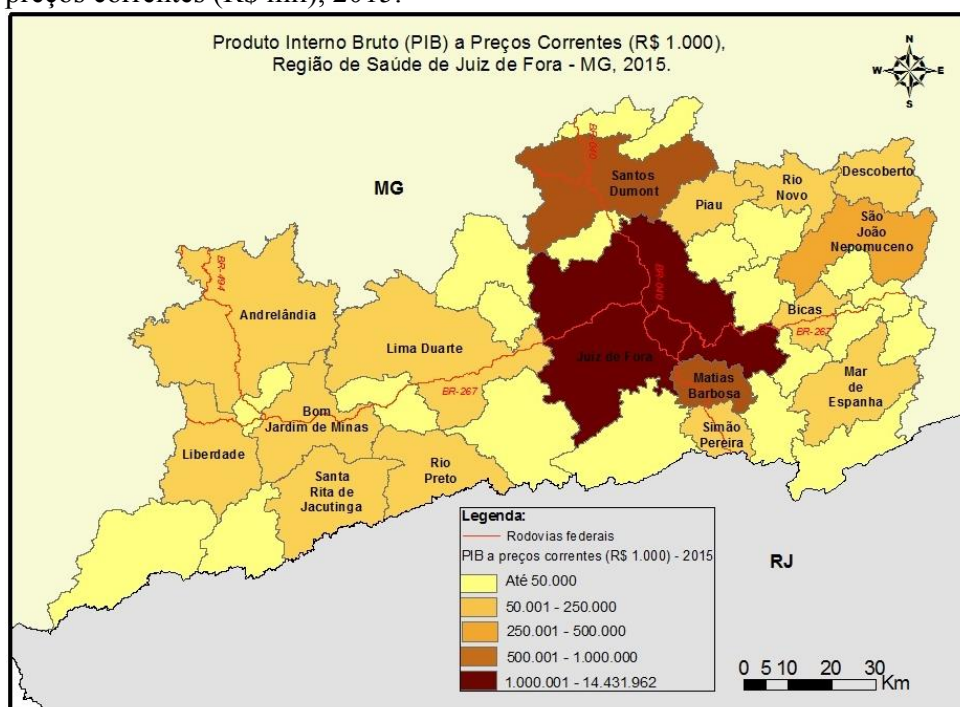 preços correntes (R$ mil), 2015.
Produto Interno Bruto (PIB) a Preços Correntes (R$ 1.000),
Região de Saúde de Juiz de Fora - MG, 2015.
N
W
E
S
MG
BR-040
Santos
Dumont
Piau
Rio
Novo
Descoberto
São
João
Nepomuceno
BR-494
Andrelândia
Lima Duarte
BR-040
Juiz de Fora
Bicas
BR-267
BR-267
Matias
Barbosa
Mar
de
Espanha
Bom
Jardim de Minas
Simão
Pereira
Liberdade
Santa
Rita de
Jacutinga
Rio
Preto
Legenda:
Rodovias federais
PIB a preços correntes (R$ 1.000) - 2015
Até 50.000
50.001 - 250.000
250.001 - 500.000
500.001 - 1.000.000
1.000.001 - 14.431.962
RJ
0 5 10 20 30
Km